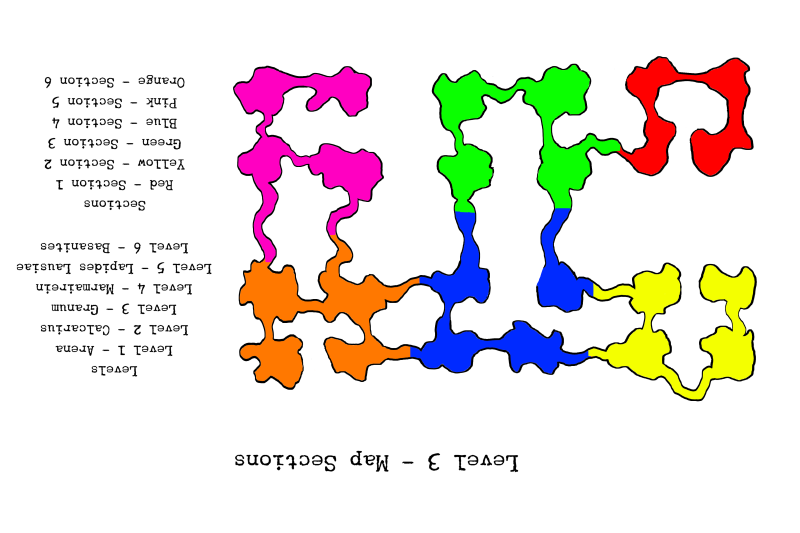 Level 3 - Map Sections
Levels
Level 1 - Arena
Level 2 - Calcarius
Level 3 - Granum
Level 4 - Marmairein
Level 5 - Lapides Lausiae
Level 6 - Basanites
Sections
Red - Section 1
Yellow - Section 2
Green - Section 3
Blue - Section 4
Pink - Section 5
Orange - Section 6